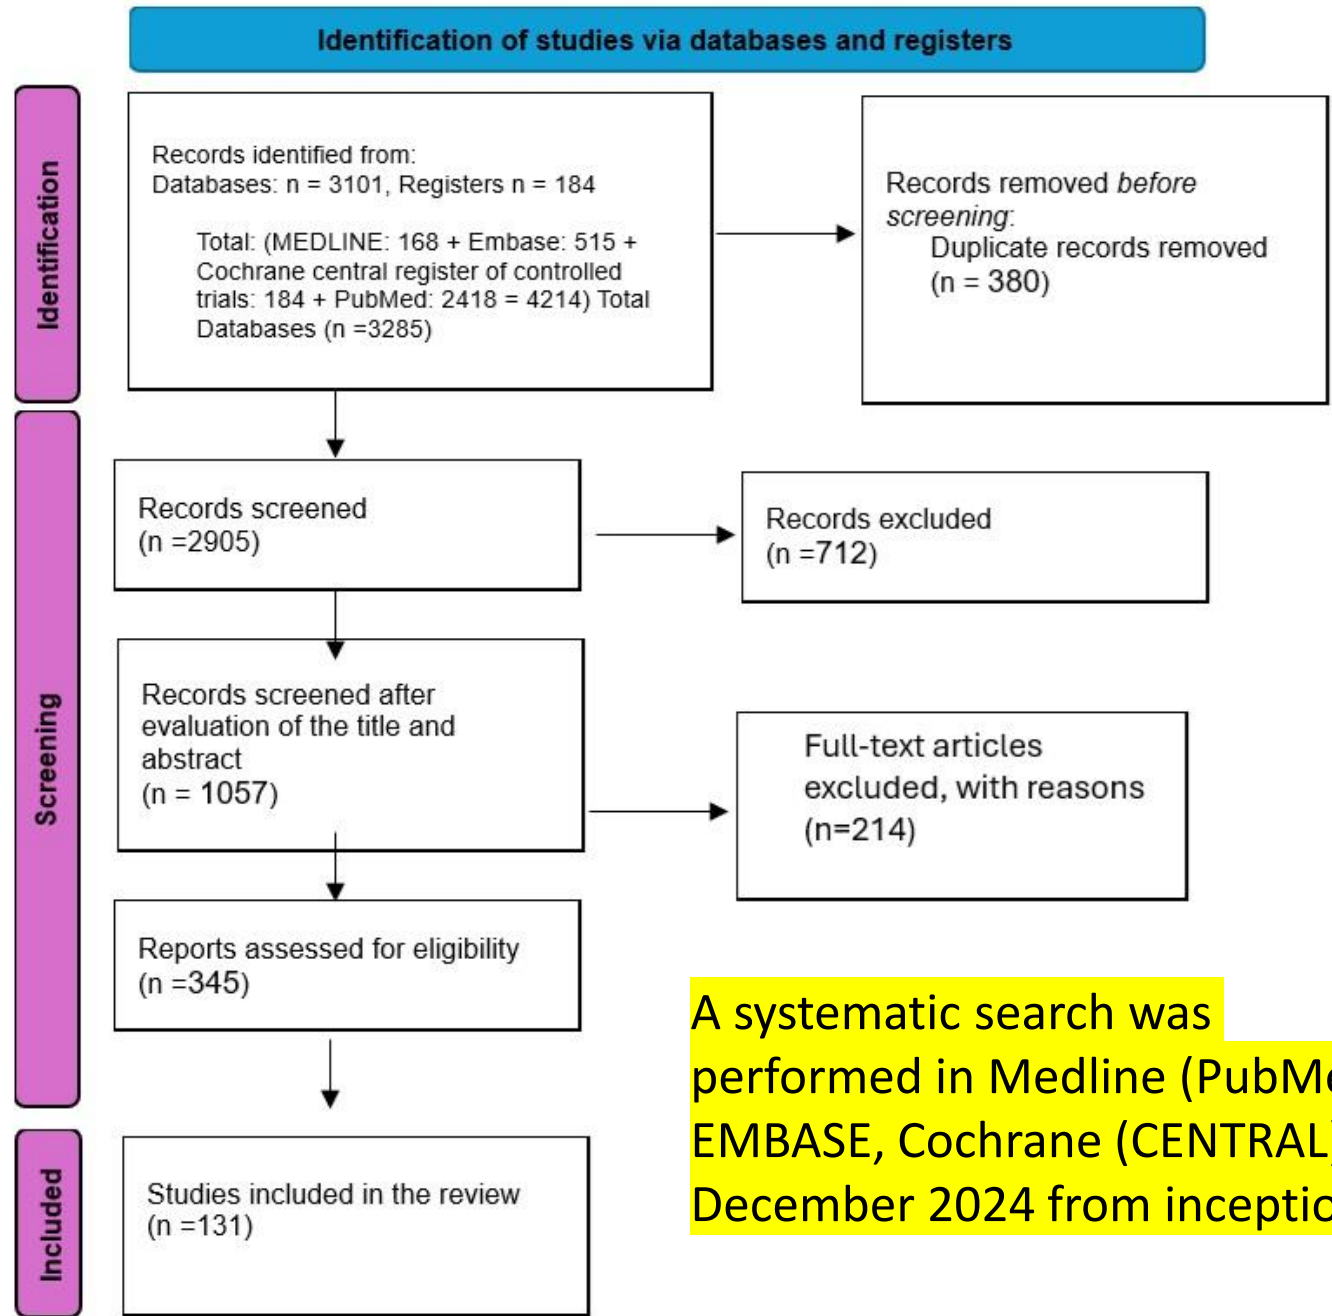 Identification of studies via databases and registers
Identification
Records identified from:
Databases: n = 3101, Registers n = 184
Total: (MEDLINE: 168 + Embase: 515 +
Cochrane central register of controlled
trials: 184 + PubMed: 2418 = 4214) Total
Databases (n =3285)
Records removed before
screening:
Duplicate records removed
(n = 380)
Screening
Records screened
(n =2905)
Records excluded
(n =712)
Records screened after
evaluation of the title and
abstract
(n = 1057)
Full-text articles
excluded, with reasons
(n=214)
Reports assessed for eligibility
(n =345)
A systematic search was
performed in Medline
EMBASE, Cochrane (CENTRAL)
December 2024 from
Included
Studies included in the review
(n =131)